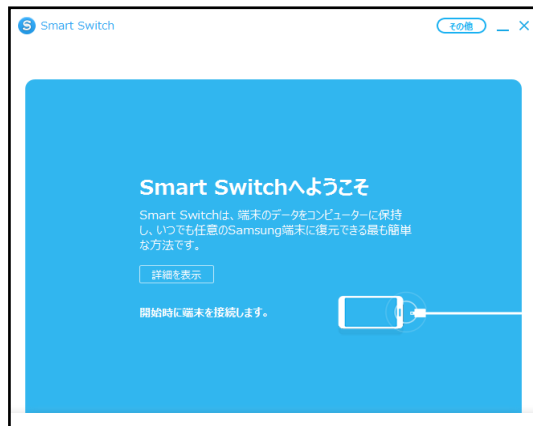 Smart Switch
その他
Smart Switchへようこそ
Smart Switchは、端末のデータをコンピューターに保持
し、いつでも任意のSamsung端末に復元できる最も簡単
な方法です。
詳細を表示
開始時に端末を接続します。